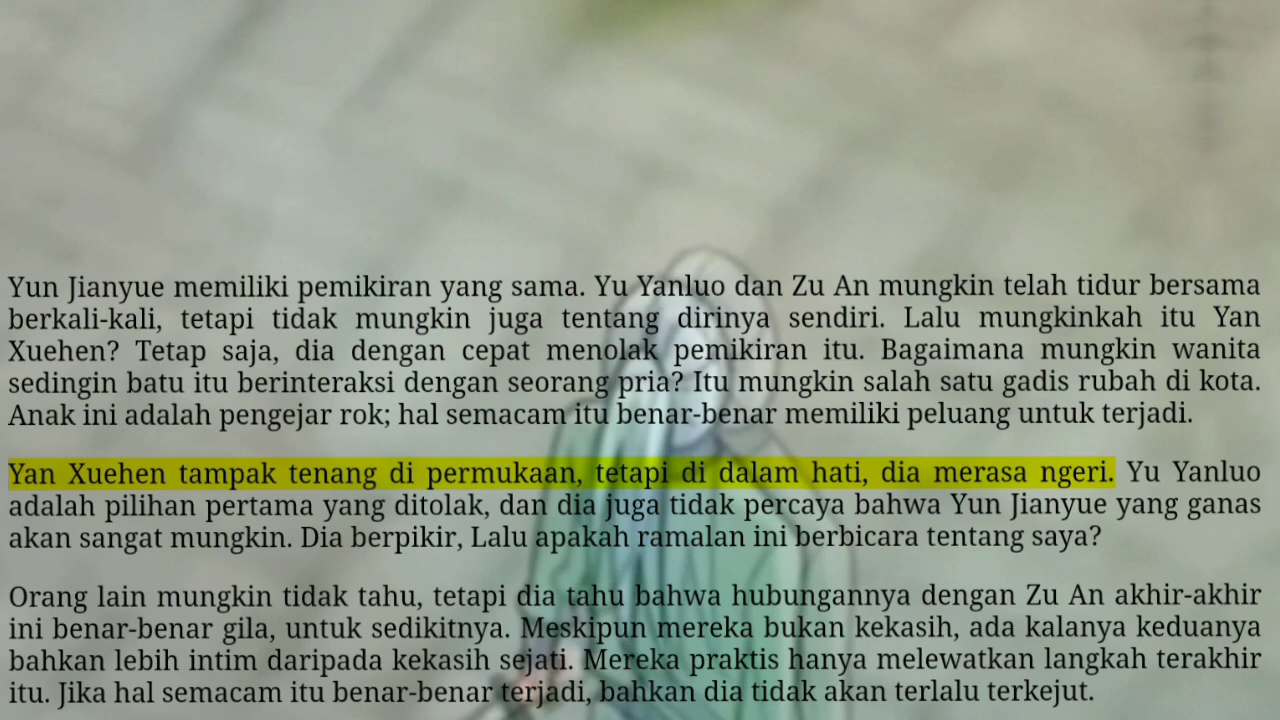 Yun Jianyue memiliki pemikiran yang sama. Yu Yanluo dan Zu An mungkin telah tidur bersama
berkali-kali, tetapi tidak mungkin juga tentang dirinya sendiri. Lalu mungkinkah itu Yan
Xuehen? Tetap saja, dia dengan cepat menolak pemikiran itu. Bagaimana mungkin wanita
sedingin batu itu berinteraksi dengan seorang pria? Itu mungkin salah satu gadis rubah di kota.
Anak ini adalah pengejar rok; hal semacam itu benar-benar memiliki peluang untuk terjadi.
Yan Xuehen tampak tenang di permukaan, tetapi di dalam hati, dia merasa ngeri. Yu Yanluo
adalah pilihan pertama yang ditolak, dan dia juga tidak percaya bahwa Yun Jianyue yang ganas
akan sangat mungkin. Dia berpikir, Lalu apakah ramalan ini berbicara tentang saya?
Orang lain mungkin tidak tahu, tetapi dia tahu bahwa hubungannya dengan Zu An akhir-akhir
ini benar-benar gila, untuk sedikitnya. Meskipun mereka bukan kekasih, ada kalanya keduanya
bahkan lebih intim daripada kekasih sejati. Mereka praktis hanya melewatkan langkah terakhir
itu. Jika hal semacam itu benar-benar terjadi, bahkan dia tidak akan terlalu terkejut.